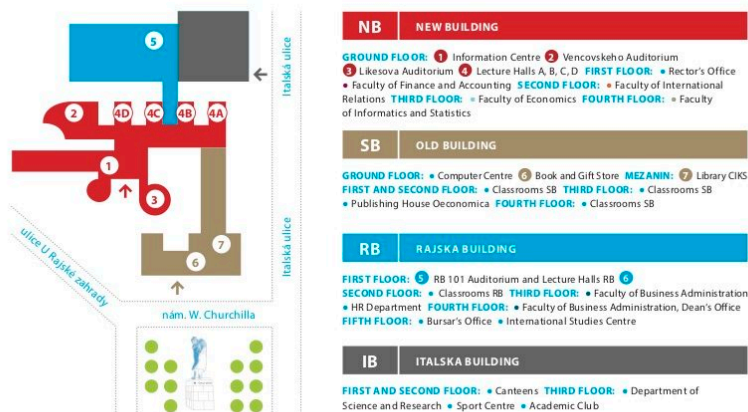 5
Italská ulice
2
4D
4C
4B
4A
1
3
7
6
ulice U Rajské zahrady
Italská ulice
nám. W. Churchilla
NB NEW BUILDING
GROUND FLOOR: 1 Information Centre 2 Vencovskeho Auditorium
3 Likesova Auditorium 4 Lecture Halls A, B, C, D FIRST FLOOR: • Rector's Office
• Faculty of Finance and Accounting SECOND FLOOR: • Faculty of International
Relations THIRD FLOOR: • Faculty of Economics FOURTH FLOOR: • Faculty
of Informatics and Statistics
SB OLD BUILDING
GROUND FLOOR: • Computer Centre 6 Book and Gift Store MEZANIN: 7 Library CIKS
FIRST AND SECOND FLOOR: • Classrooms SB THIRD FLOOR: • Classrooms SB
• Publishing House Oeconomica FOURTH FLOOR: • Classrooms SB
RB RAJSKA BUILDING
FIRST FLOOR: 5 RB 101 Auditorium and Lecture Halls RB 6
SECOND FLOOR: • Classrooms RB THIRD FLOOR: • Faculty of Business Administration
• HR Department FOURTH FLOOR: • Faculty of Business Administration, Dean's Office
FIFTH FLOOR: • Bursar's Office • International Studies Centre
IB ITALSKA BUILDING
FIRST AND SECOND FLOOR: • Canteens THIRD FLOOR: • Department of
Science and Research • Sport Centre • Academic Club